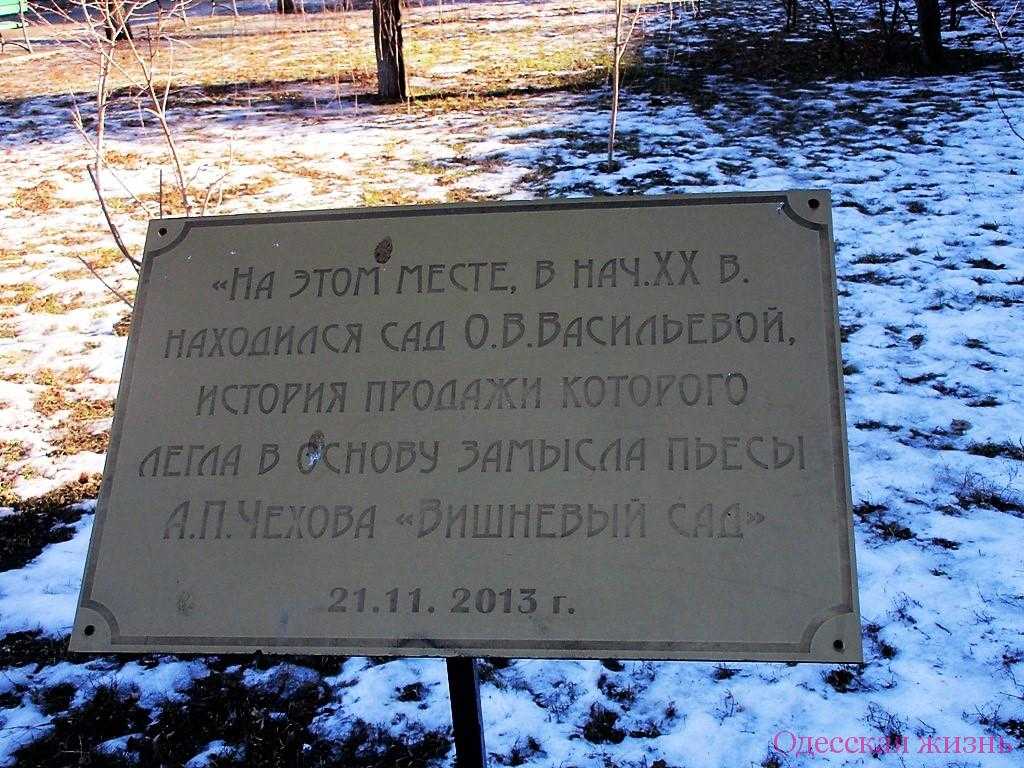 «На этом месте, в нач.XX в.
находился сад О.В.Васильевой,
история продажи которого
легла в основу замысла пьесы
А.П.Чехова «Вишневый сад»
21.11. 2013 г.
Одесская жизнь